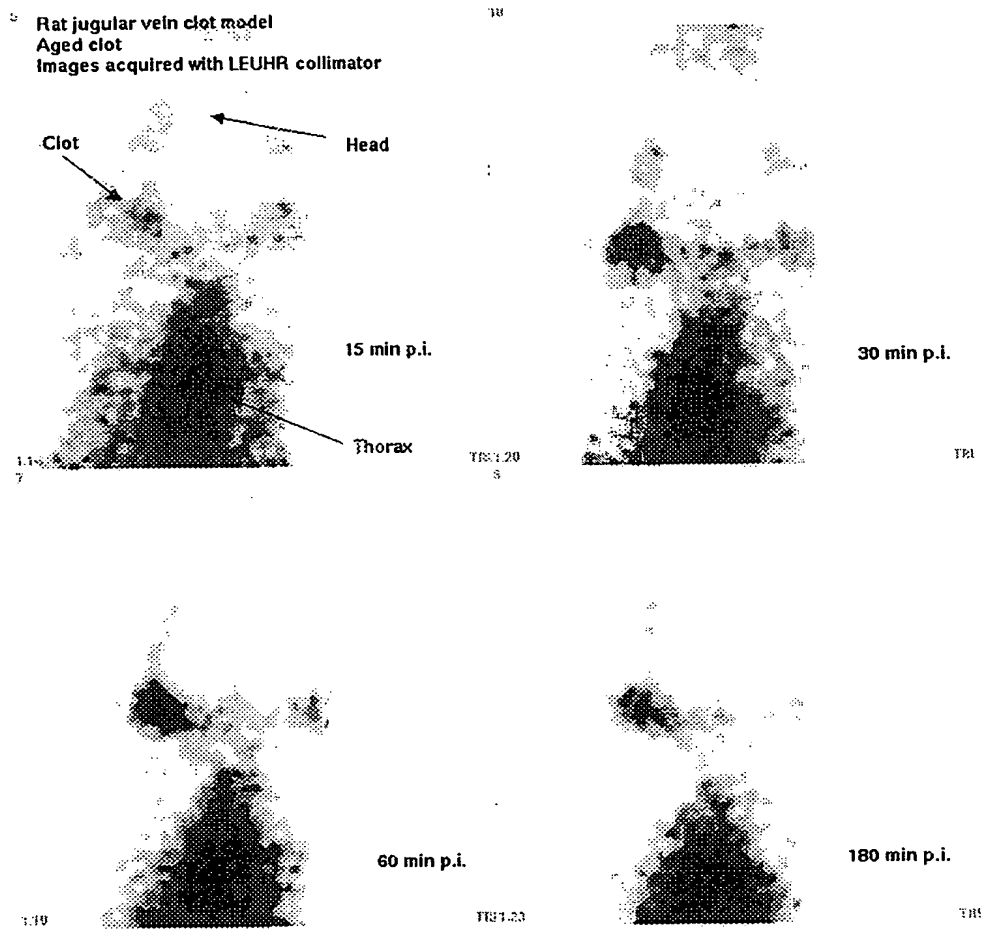 Rat jugular vein clot model
Aged clot
Images acquired with LEUHR collimator
Clot
Head
15 min p.i.
30 min p.i.
Thorax
60 min p.i.
180 min p.i.